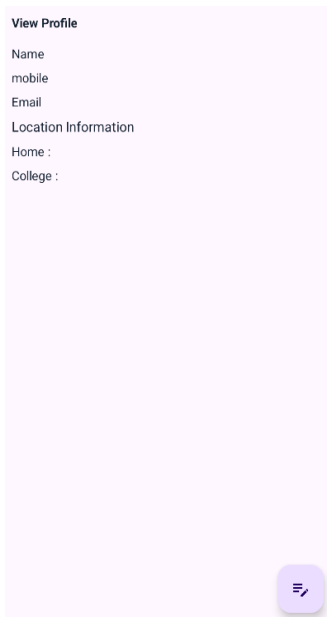 View Profile
Name
mobile
Email
Location Information
Home :
College :